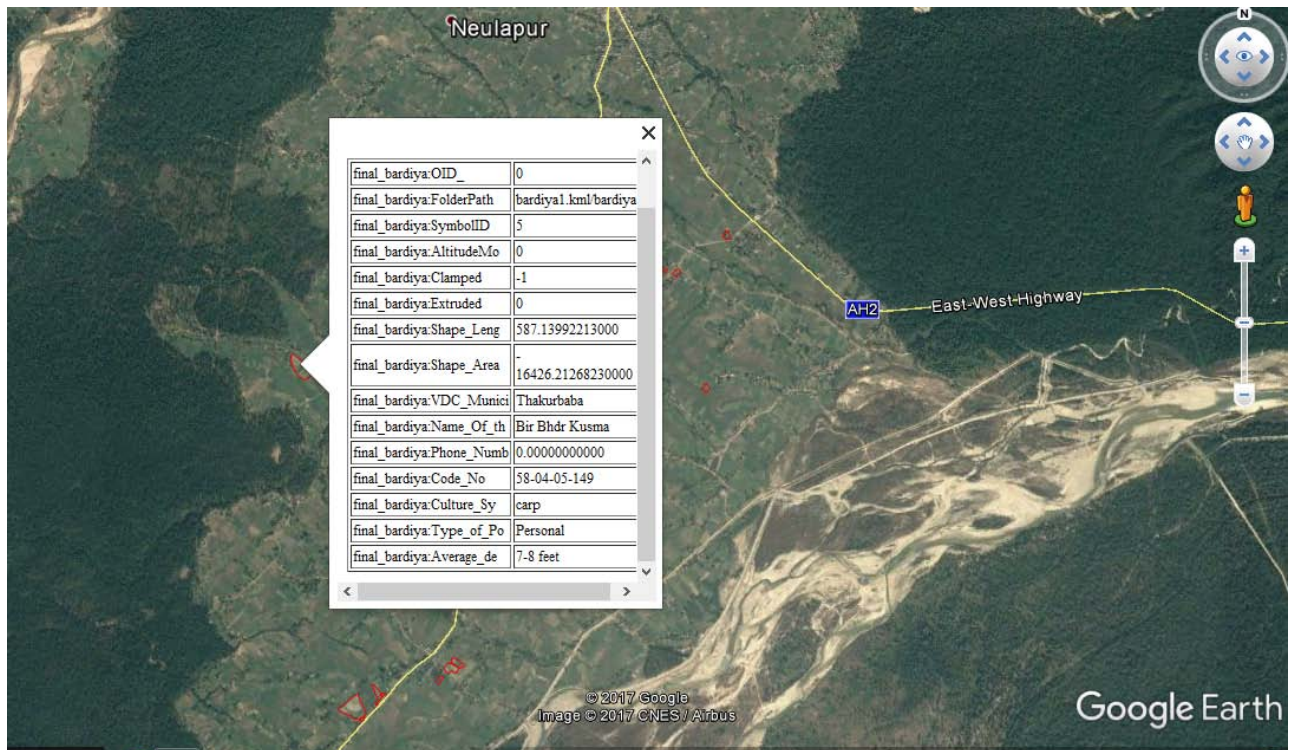 Neulapur
N
final_bardiya:OID_ 0
final_bardiya:FolderPath bardiya1.kml/bardiya
final_bardiya:SymbolID 5
final_bardiya:AltitudeMo 0
final_bardiya:Clamped -1
final_bardiya:Extruded 0
final_bardiya:Shape_Leng 587.13992213000
final_bardiya:Shape_Area -
16426.21268230000
final_bardiya:VDC_Munici Thakurbaba
final_bardiya:Name_Of_th Bir Bhdr Kusma
final_bardiya:Phone_Numb 0.00000000000
final_bardiya:Code_No 58-04-05-149
final_bardiya:Culture_Sy carp
final_bardiya:Type_of_Po Personal
final_bardiya:Average_de 7-8 feet
AH2 East-West Highway
© 2017 Google
Image © 2017 CNES / Airbus
Google Earth